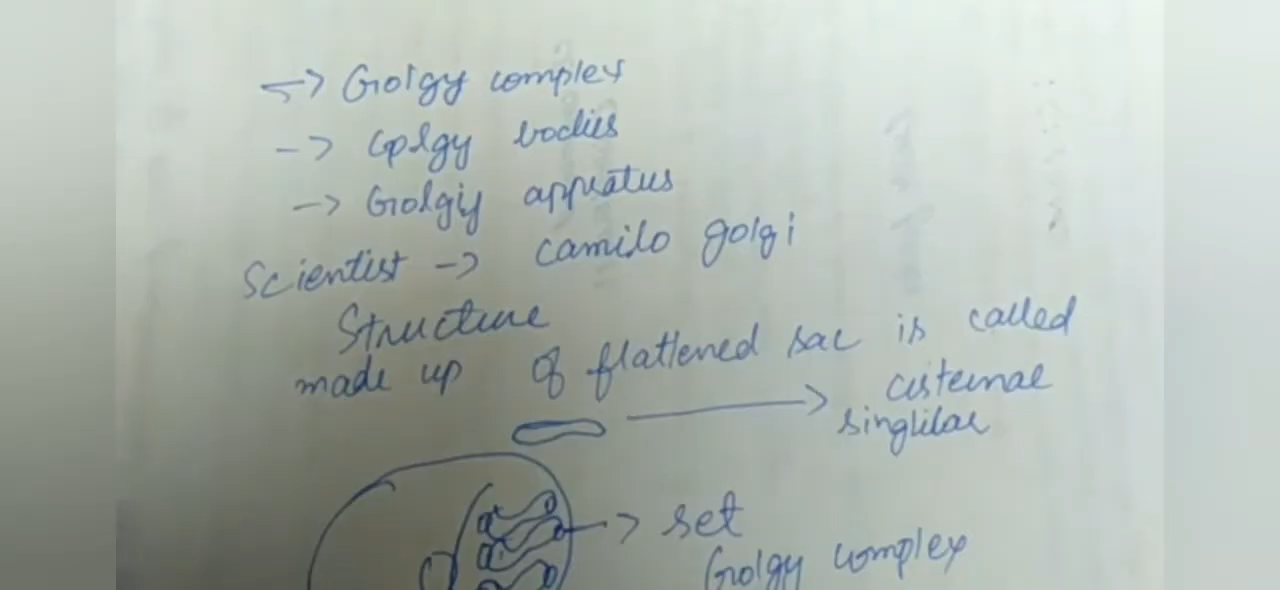 -> Golgy complex
-> Golgy bodies
-> Golgiy appratus
Scientist -> camilo golgi
Structure
made up of flattened sac is called
cisternae
singlilar
-> set
Golgy complex